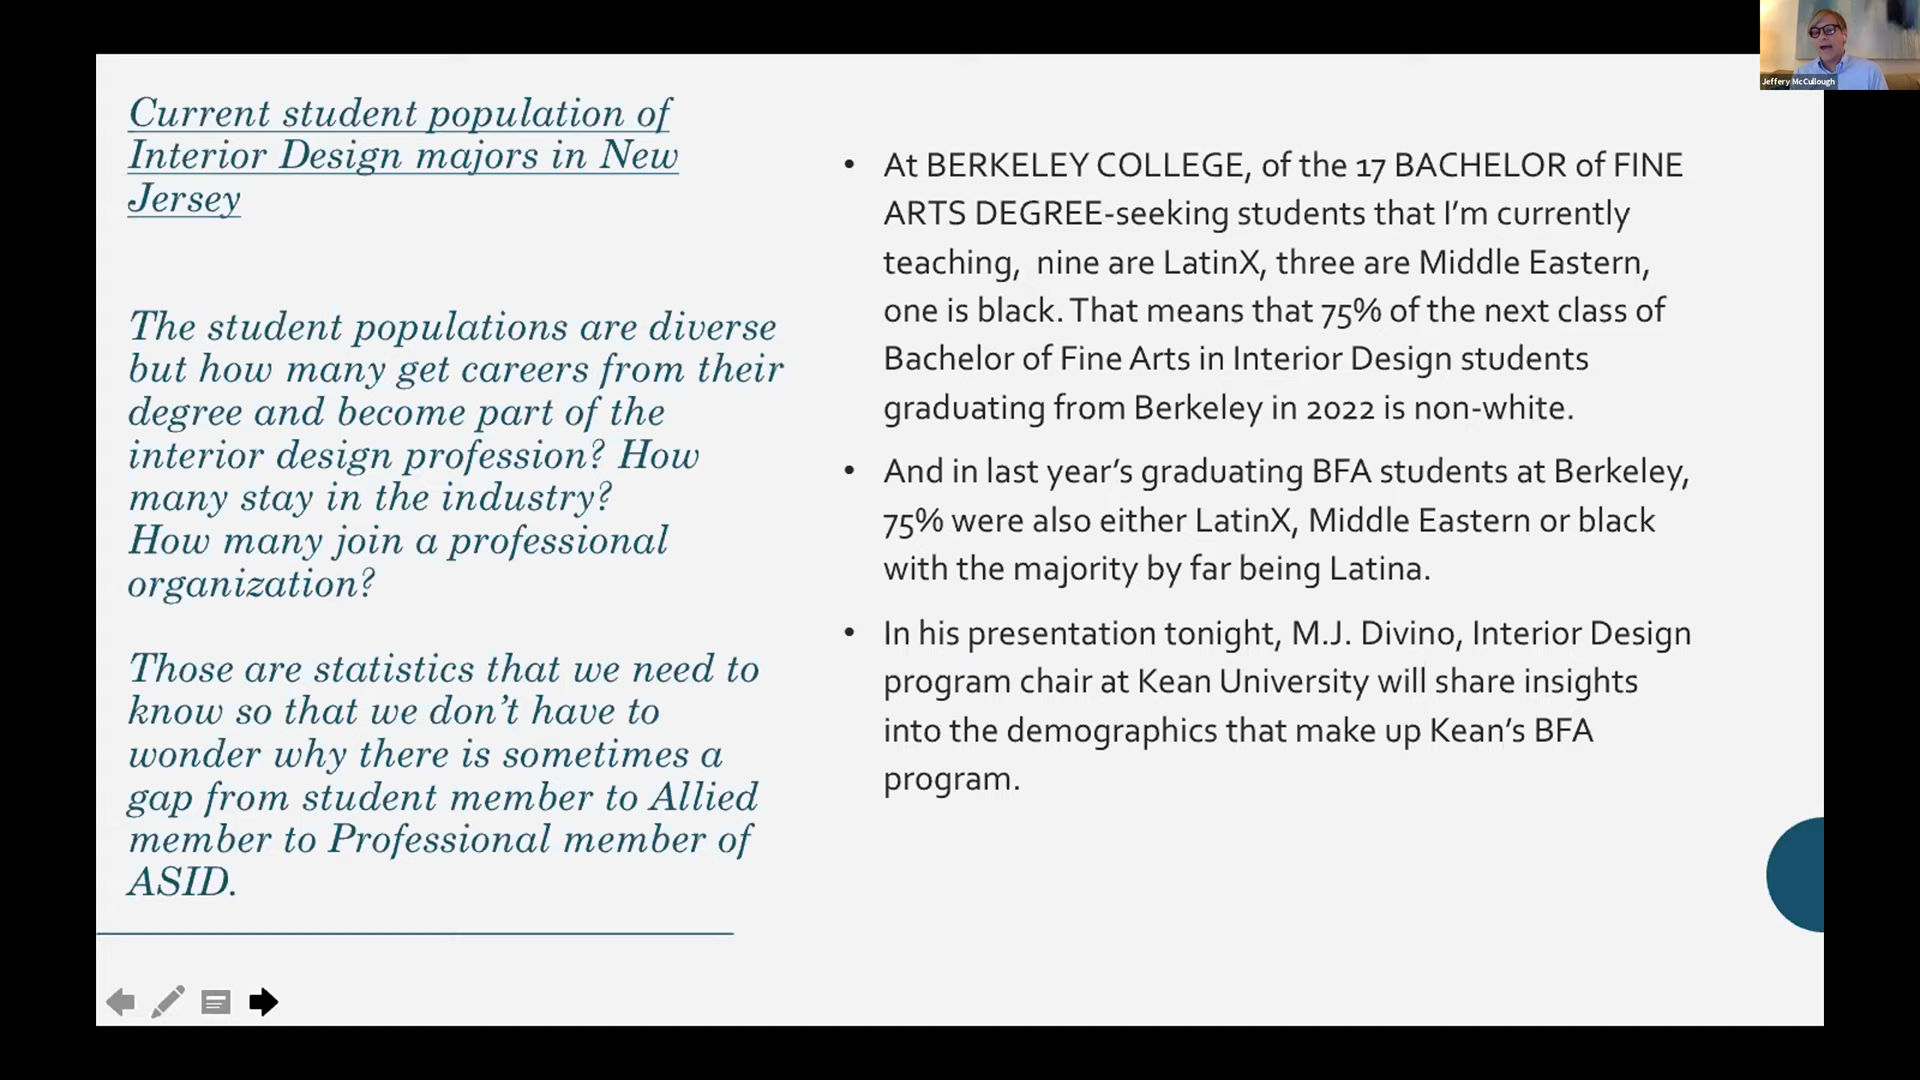 Current student population of
Interior Design majors in New
Jersey
The student populations are diverse
but how many get careers from their
degree and become part of the
interior design profession? How
many stay in the industry?
How many join a professional
organization?
Those are statistics that we need to
know so that we don’t have to
wonder why there is sometimes a
gap from student member to Allied
member to Professional member of
ASID.
• At BERKELEY COLLEGE, of the 17 BACHELOR of FINE
ARTS DEGREE-seeking students that I’m currently
teaching,  nine are LatinX, three are Middle Eastern,
one is black. That means that 75% of the next class of
Bachelor of Fine Arts in Interior Design students
graduating from Berkeley in 2022 is non-white.
• And in last year’s graduating BFA students at Berkeley,
75% were also either LatinX, Middle Eastern or black
with the majority by far being Latina.
• In his presentation tonight, M.J. Divino, Interior Design
program chair at Kean University will share insights
into the demographics that make up Kean’s BFA
program.
Jeffery McCullough